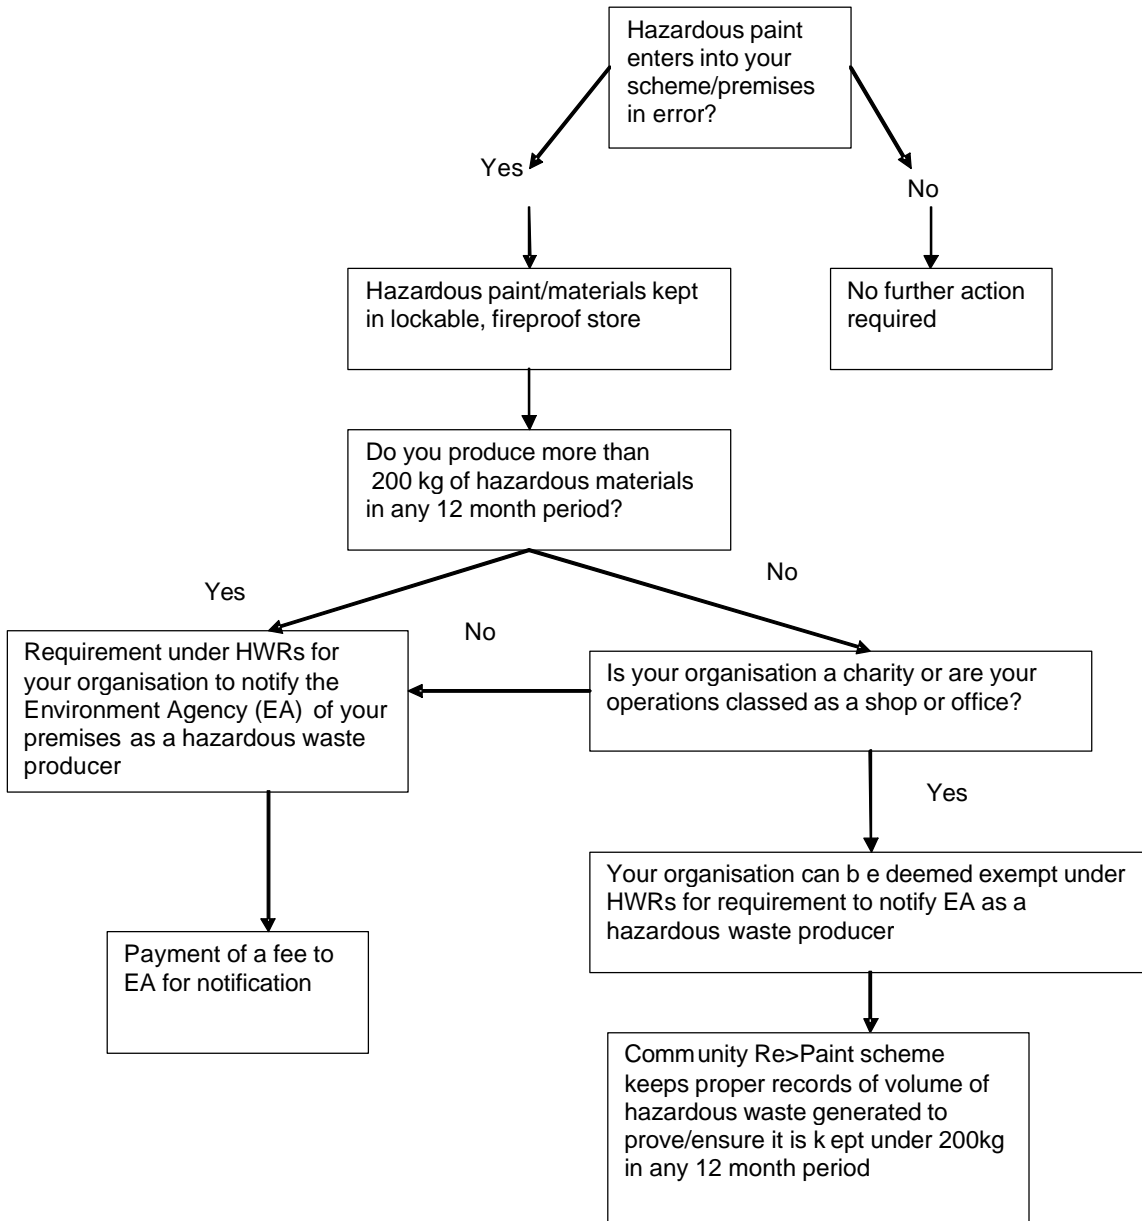 Hazardous paint
enters into your
scheme/premises
in error?
Yes
No
Hazardous paint/materials kept
in lockable, fireproof store
No further action
required
Do you produce more than
200 kg of hazardous materials
in any 12 month period?
Yes
No
No
Requirement under HWRs for
your organisation to notify the
Environment Agency (EA) of your
premises as a hazardous waste
producer
Is your organisation a charity or are your
operations classed as a shop or office?
Yes
Your organisation can b e deemed exempt under
HWRs for requirement to notify EA as a
hazardous waste producer
Payment of a fee to
EA for notification
Community Re>Paint scheme
keeps proper records of volume of
hazardous waste generated to
prove/ensure it is k ept under 200kg
in any 12 month period